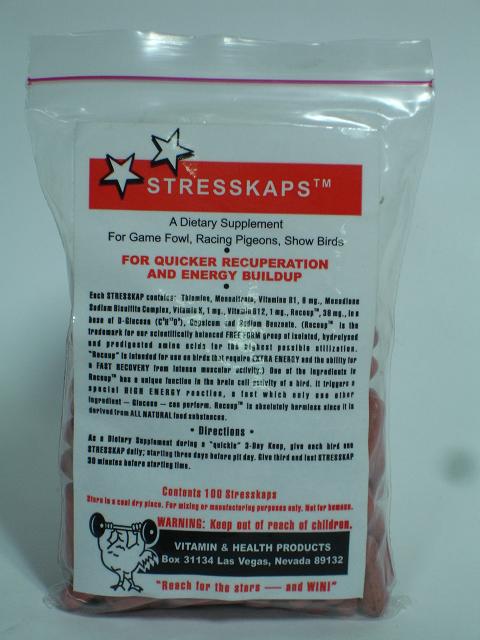 STRESSKAPS™
A Dietary Supplement
For Game Fowl, Racing Pigeons, Show Birds
•
FOR QUICKER RECUPERATION
AND ENERGY BUILDUP
•
Each STRESSKAP contains: Thiamine, Mononitrate, Vitamin B1, 6 mg., Menadione
Sodium Bisulfite Complex, Vitamin K, 1 mg., Vitamin B12, 1 mg., Recoup™, 36 mg., in a
base of D-Glucose Capsicum and Sodium Benzoate. (Recoup™ is the
trademark for our scientifically balanced FREE FORM group of isolated, hydrolyzed
and predigested amino acids for the highest possible utilization.
"Recoup" is intended for use on birds that require EXTRA ENERGY and the ability for
a FAST RECOVERY from intense muscular activity.) One of the ingredients in
Recoup™ has a unique function in the brain cell activity of a bird. It triggers a
special HIGH ENERGY reaction, a fact which only one other
ingredient — Glucose — can perform. Recoup™ is absolutely harmless since it is
derived from ALL NATURAL food substances.
• Directions •
As a Dietary Supplement during a "quickie" 3-Day Keep, give each bird one
STRESSKAP daily; starting three days before pit day. Give third and last STRESSKAP
30 minutes before starting time.
Contents 100 Stresskaps
Store in a cool dry place. For mixing or manufacturing purposes only. Not for humans.
WARNING: Keep out of reach of children.
VITAMIN & HEALTH PRODUCTS
Box 31134 Las Vegas, Nevada 89132
"Reach for the stars — and WIN!"